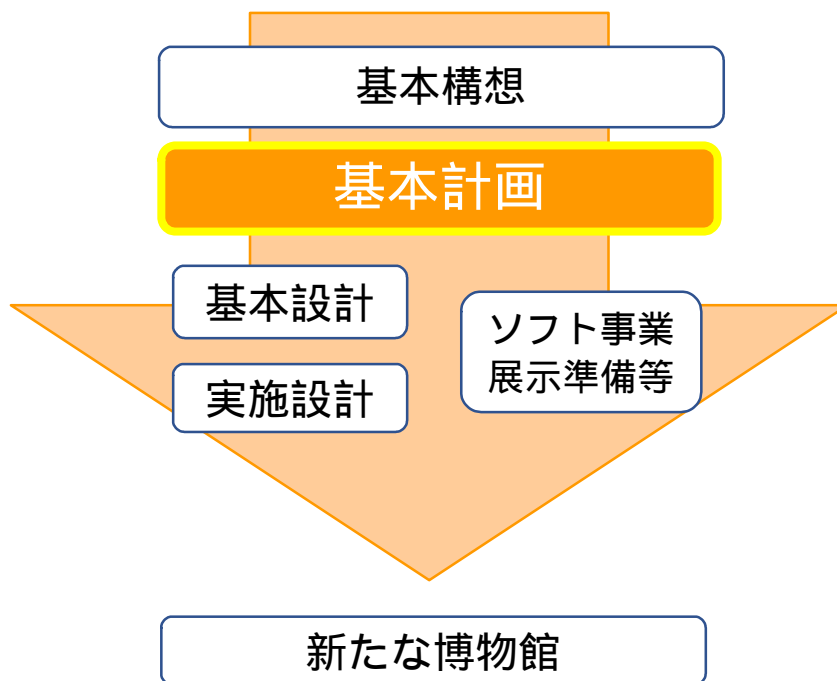 基本構想
基本計画
基本設計
実施設計
ソフト事業
展示準備等
新たな博物館